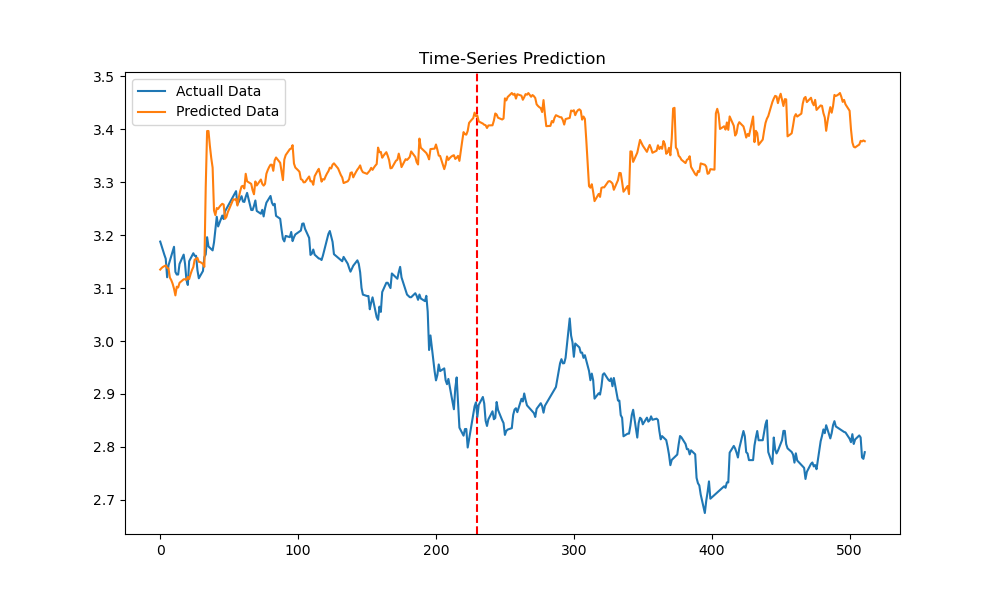 Time-Series Prediction
Actuall Data
Predicted Data
3.5
3.4
3.3
3.2
3.1
3.0
2.9
2.8
2.7
0 100 200 300 400 500